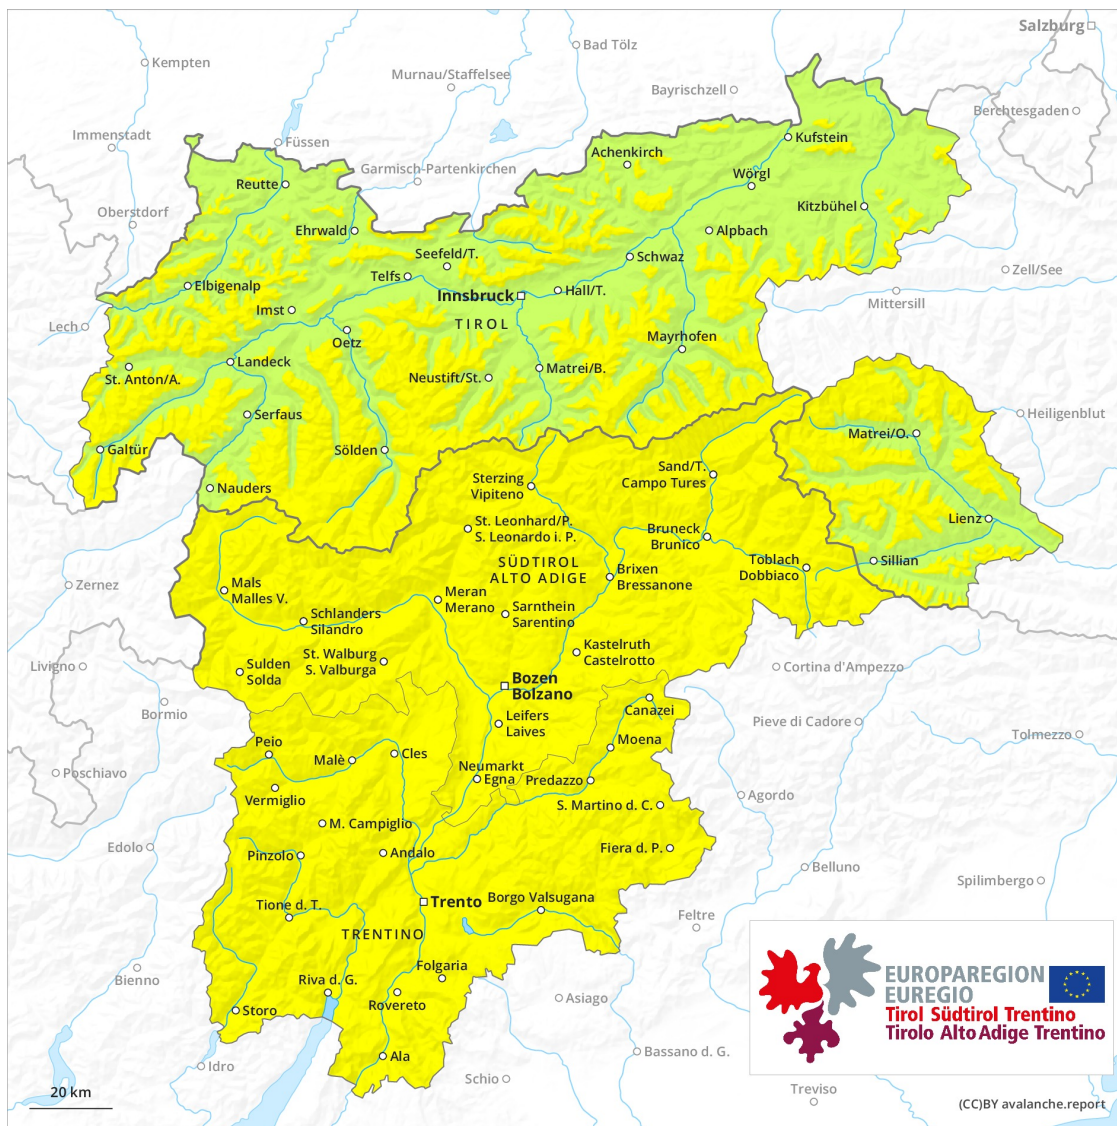 Salzburg
Bad Tölz
Kempten
Murnau/Staffelsee
Bayrischzell
Berchtesgaden
Immenstadt
Füssen
Kufstein
Achenkirch
Garmisch-Partenkirchen
Wörgl
Reutte
Oberstdorf
Kitzbühel
Ehrwald
Alpbach
Seefeld/T.
Schwaz
Zell/See
Telfs
Elbigenalp
Innsbruck
Hall/T.
Mittersill
Imst
TIROL
Lech
Oetz
Mayrhofen
Landeck
Matrei/B.
St. Anton/A.
Neustift/St.
Serfaus
Heiligenblut
Matrei/O.
Galtür
Sölden
Sand/T.
Campo Tures
Sterzing
Vipiteno
Nauders
Lienz
St. Leonhard/P.
S. Leonardo i. P.
Bruneck
Brunico
SÜDTIROL
ALTO ADIGE
Toblach
Dobbiaco
Sillian
Brixen
Bressanone
Zernez
Mals
Malles V.
Meran
Merano
Sarnthein
Sarentino
Schlanders
Silandro
Kastelruth
Castelrotto
St. Walburg
S. Valburga
Livigno
Sulden
Solda
Cortina d'Ampezzo
Bozen
Bolzano
Bormio
Canazei
Leifers
Laives
Pieve di Cadore
Tolmezzo
Moena
Peio
Malè
Cles
Poschiavo
Neumarkt
Egna
Predazzo
Vermiglio
Agordo
S. Martino d. C.
M. Campiglio
Edolo
Pinzolo
Andalo
Fiera d. P.
Belluno
Spilimbergo
Trento
Borgo Valsugana
Tione d. T.
Feltre
TRENTINO
Folgaria
Bienno
Riva d. G.
Rovereto
Asiago
Storo
EUROPAREGION
EUREGIO
Tirol Südtirol Trentino
Tirolo Alto Adige Trentino
Ala
Bassano d. G.
Idro
Schio
Treviso
20 km
(CC)BY avalanche.report